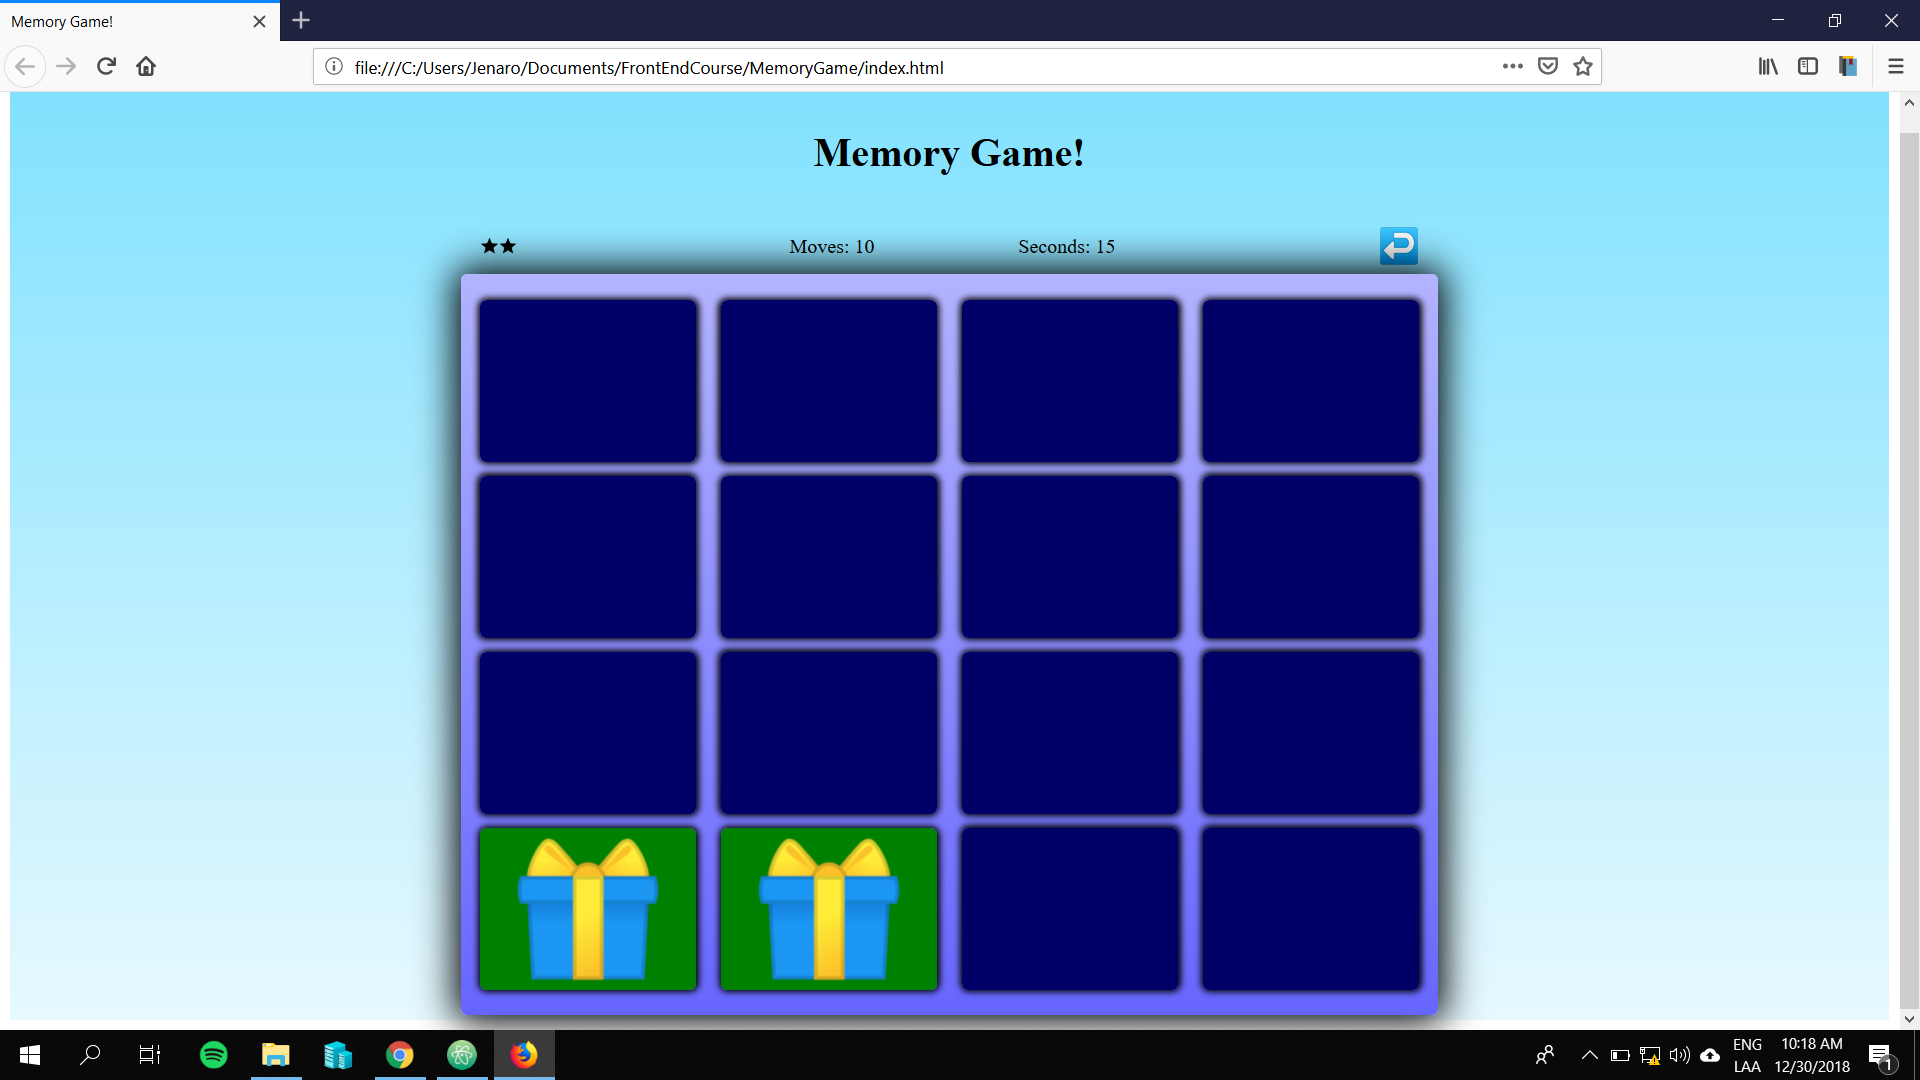 Memory Game!
file:///C:/Users/Jenaro/Documents/FrontEndCourse/MemoryGame/index.html
Memory Game!
Moves: 10
Seconds: 15
ENG
LAA
10:18 AM
12/30/2018
1